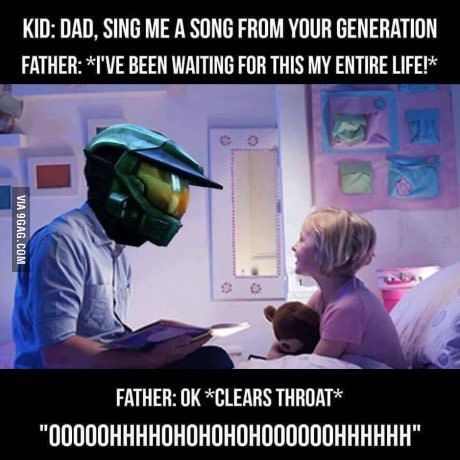 KID: DAD, SING ME A SONG FROM YOUR GENERATION
FATHER: *I'VE BEEN WAITING FOR THIS MY ENTIRE LIFE!*
VIA 9GAG.COM
FATHER: OK *CLEARS THROAT*
"OOOOOHHHHOHOHOHOHOOOOOOHHHHHH"